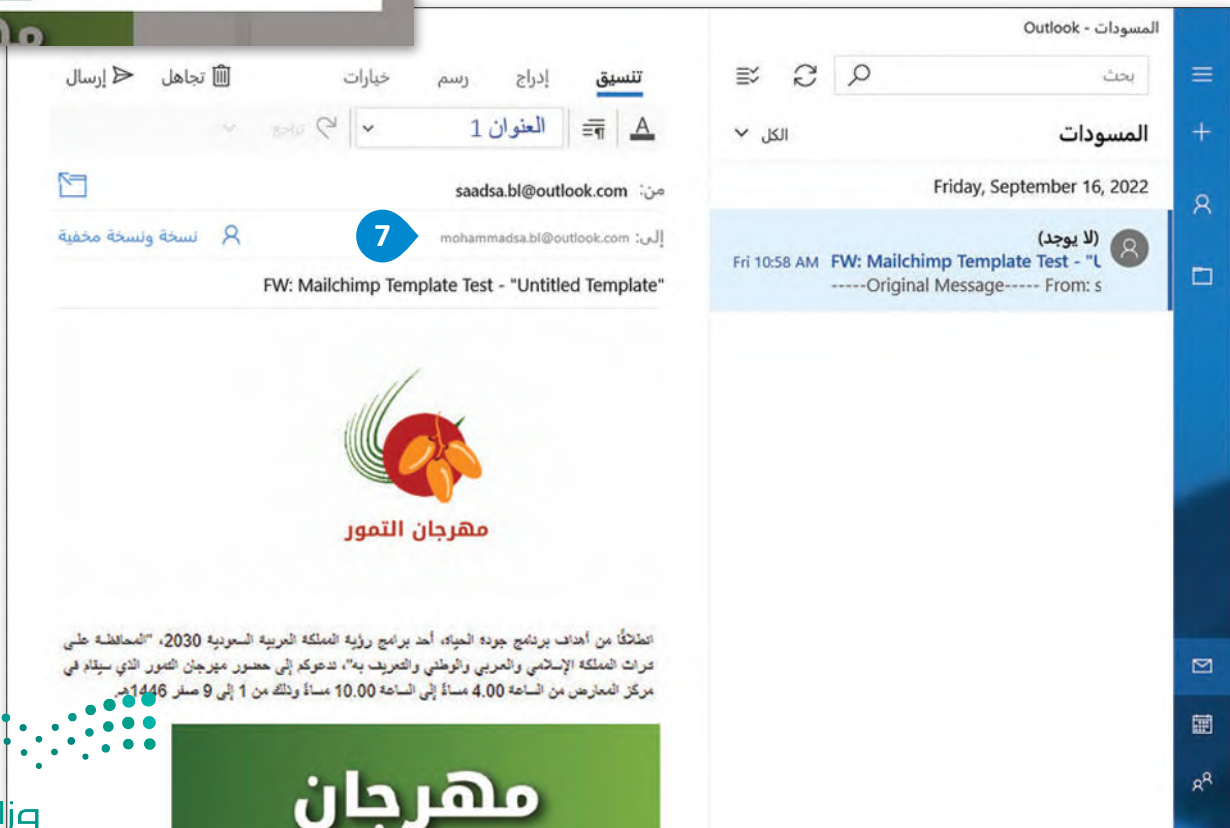 المسودات - Outlook
بحث
المسودات
الكل
Friday, September 16, 2022
(لا يوجد)
FW: Mailchimp Template Test - "U
Fri 10:58 AM
-----Original Message----- From: s
تنسيق إدراج رسم خيارات تجاهل إرسال
A العنوان 1 تراجع
من: saadsa.bl@outlook.com
إلى: mohammadsa.bl@outlook.com 7 نسخة ونسخة مخفية
FW: Mailchimp Template Test - "Untitled Template"
مهرجان التمور
انطلاقًا من أهداف برنامج جودة الحياة، أحد برامج رؤية المملكة العربية السعودية 2030، "المحافظة على
تراث المملكة الإسلامي والعربي والوطني والتعريف به"، ندعوكم إلى حضور مهرجان التمور الذي سيقام في
مركز المعارض من الساعة 4.00 مساءً إلى الساعة 10.00 مساءً وذلك من 1 إلى 9 صفر 1446هـ.
مهرجان